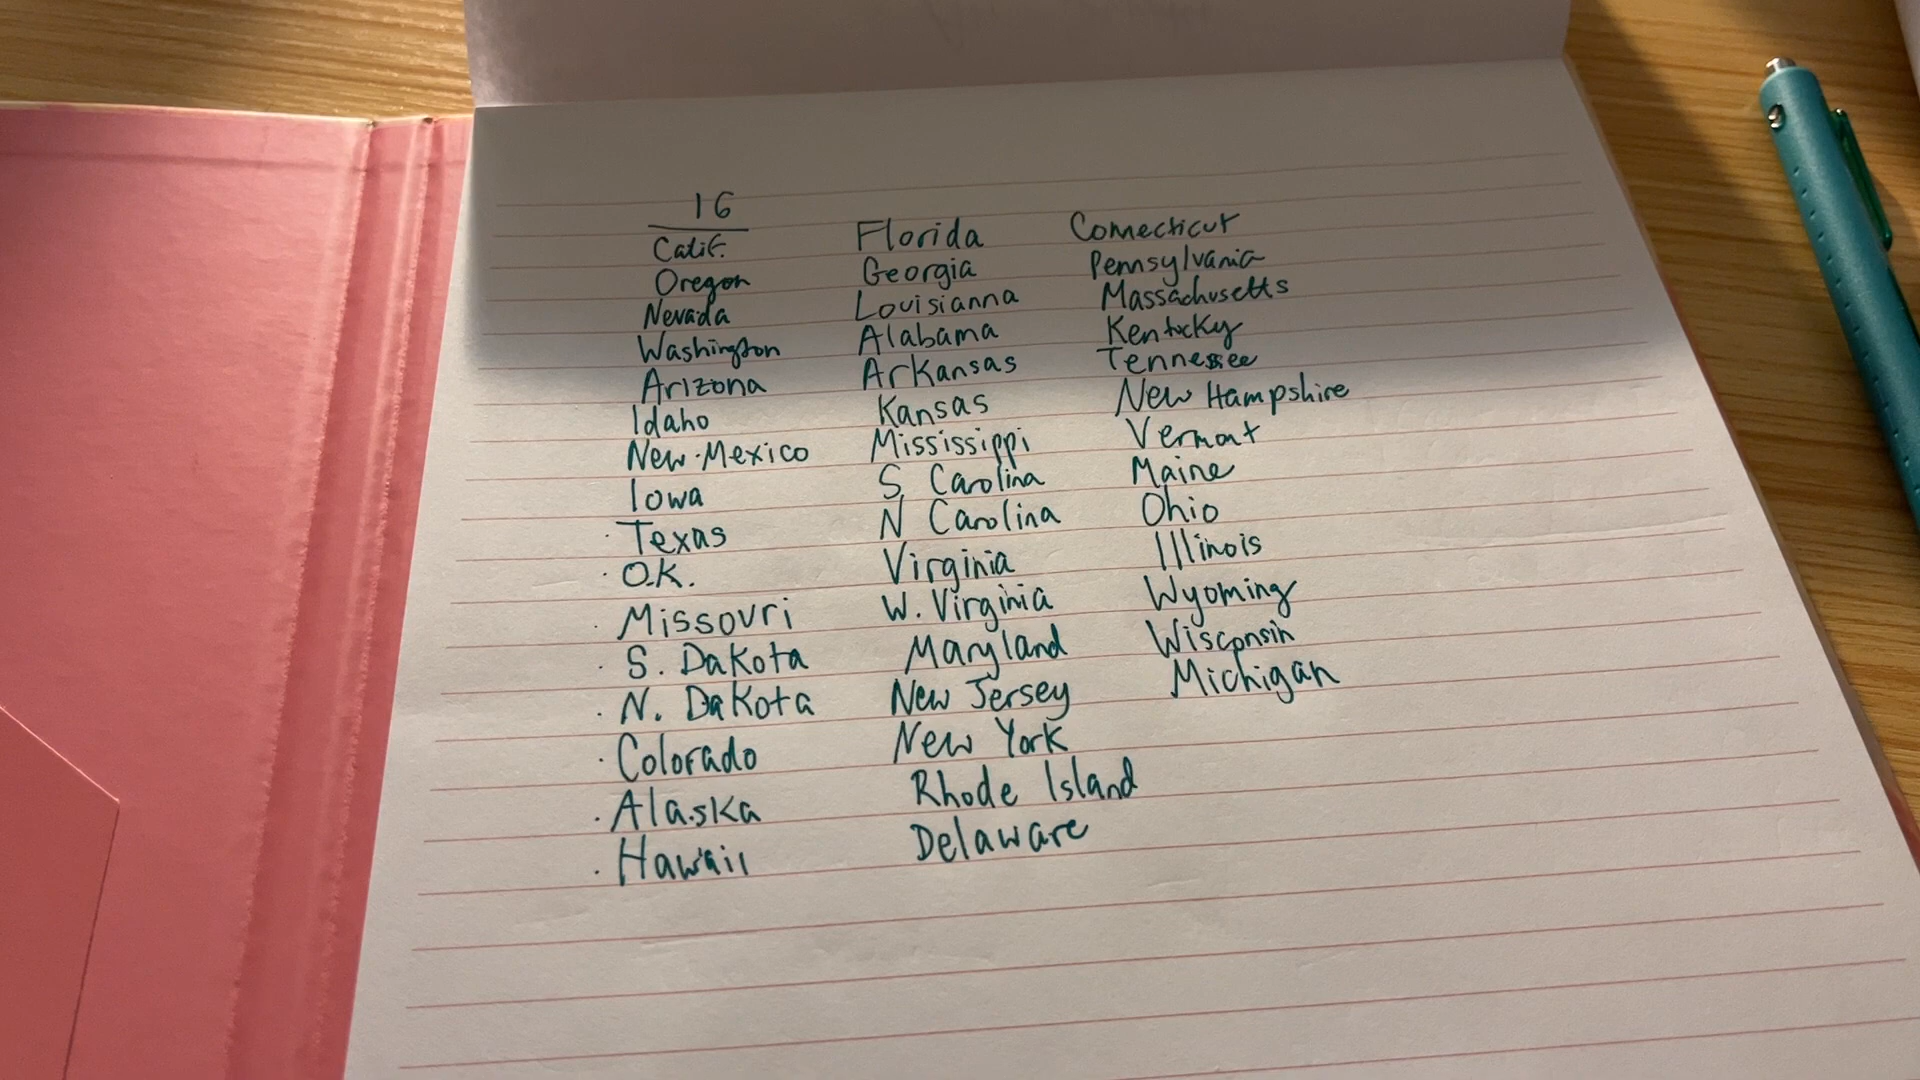 16
Calif.
Oregon
Nevada
Washington
Arizona
Idaho
New Mexico
Iowa
Texas
O.K.
Missouri
S. Dakota
N. Dakota
Colorado
Alaska
Hawaii
Florida
Georgia
Louisianna
Alabama
Arkansas
Kansas
Mississippi
S. Carolina
N Carolina
Virginia
W. Virginia
Maryland
New Jersey
New York
Rhode Island
Delaware
Connecticut
Pennsylvania
Massachusetts
Kentucky
Tennessee
New Hampshire
Vermont
Maine
Ohio
Illinois
Wyoming
Wisconsin
Michigan